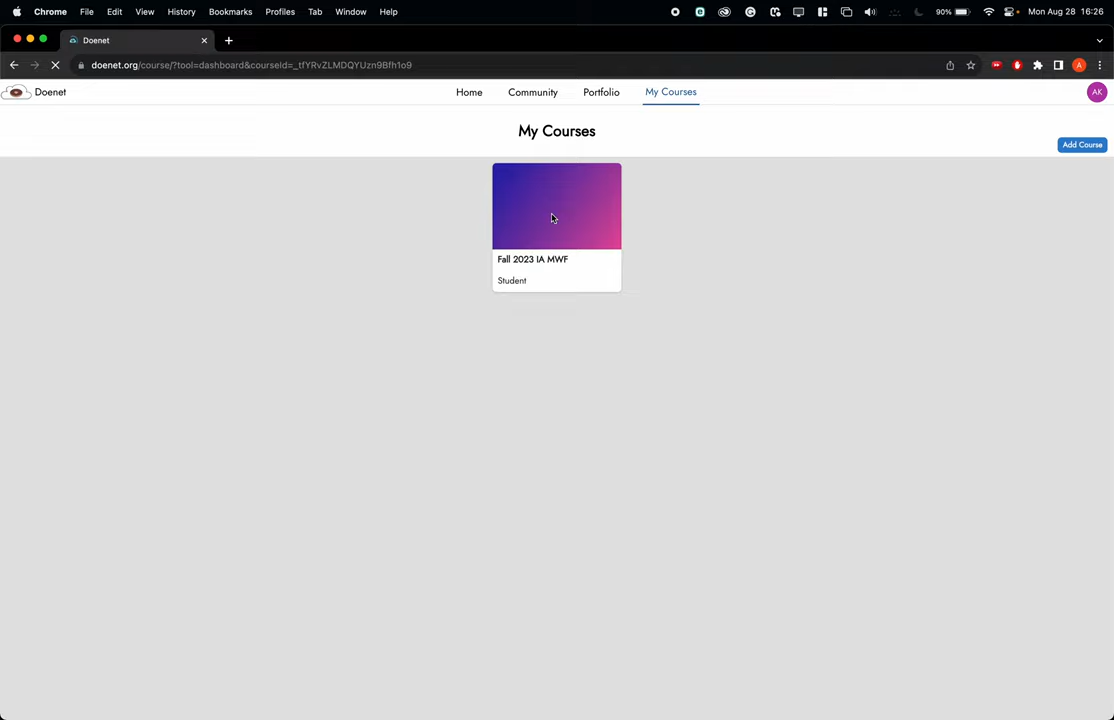 Chrome File Edit View History Bookmarks Profiles Tab Window Help 90% Mon Aug 28 16:26
Doenet
doenet.org/course/?tool=dashboard&courseId=_tfYRvZLMDQYUzn9Bfh1o9
Doenet Home Community Portfolio My Courses AK
My Courses
Add Course
Fall 2023 IA MWF
Student